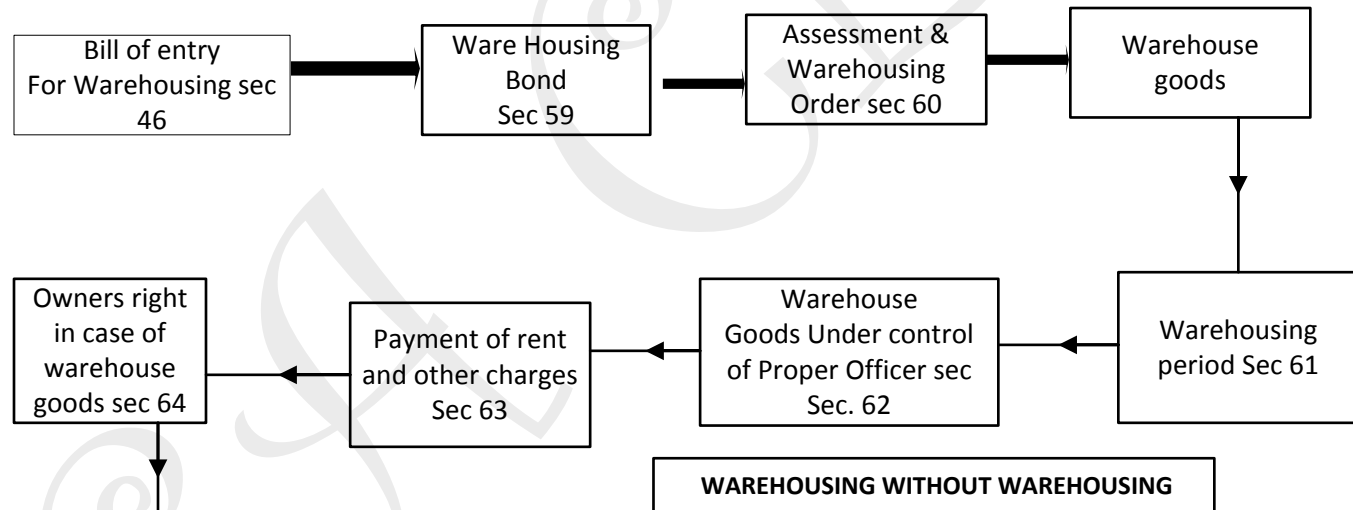 Bill of entry
For Warehousing sec
46
Ware Housing
Bond
Sec 59
Assessment &
Warehousing
Order sec 60
Warehouse
goods
Owners right
in case of
warehouse
goods sec 64
Payment of rent
and other charges
Sec 63
Warehouse
Goods Under control
of Proper Officer sec
Sec. 62
Warehousing
period Sec 61
WAREHOUSING WITHOUT WAREHOUSING